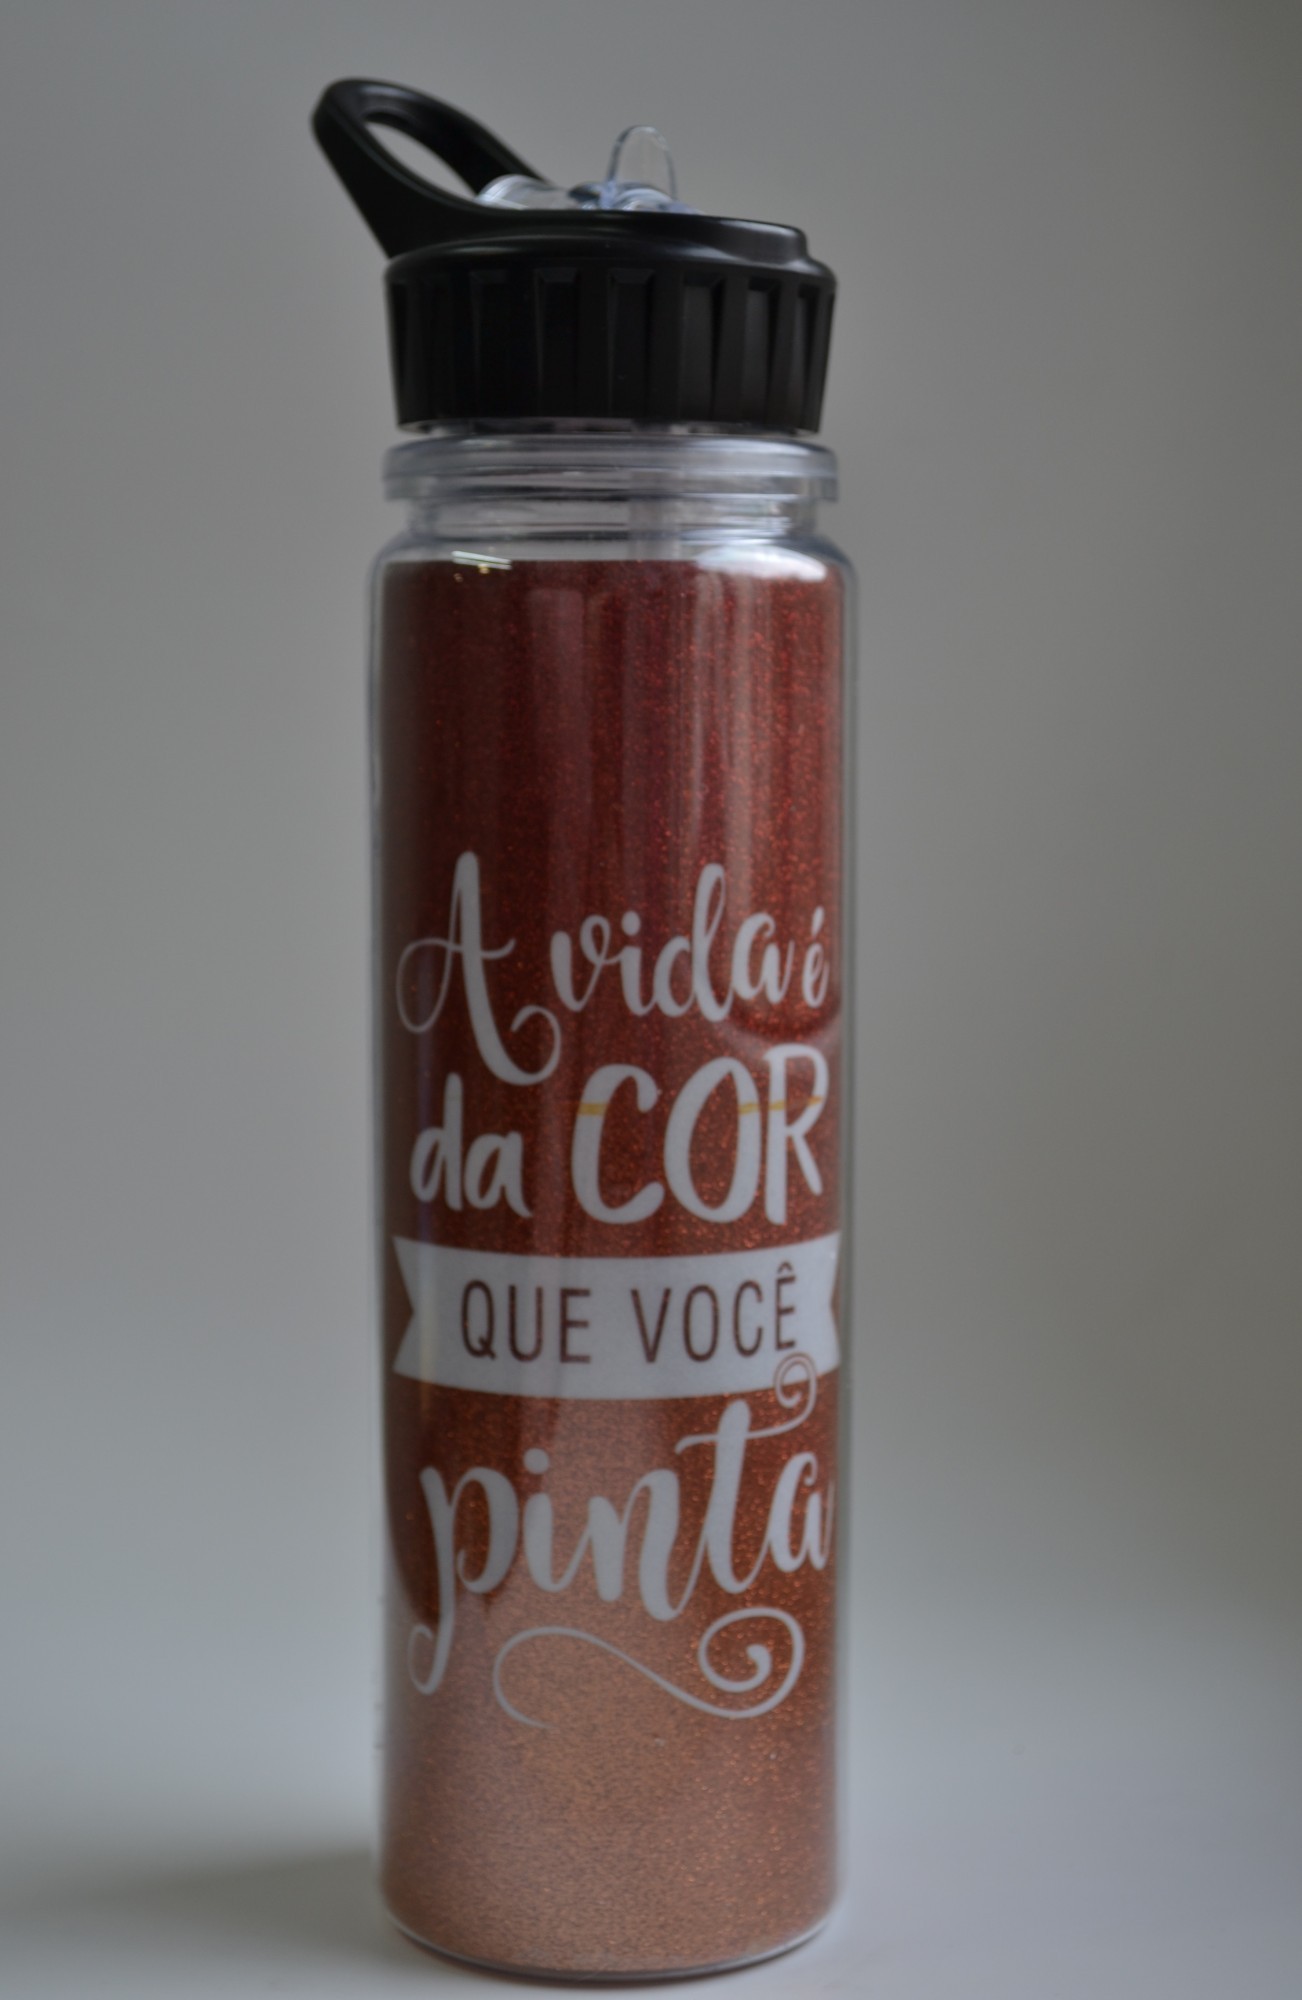 A vida é
da COR
QUE VOCÊ
pinta